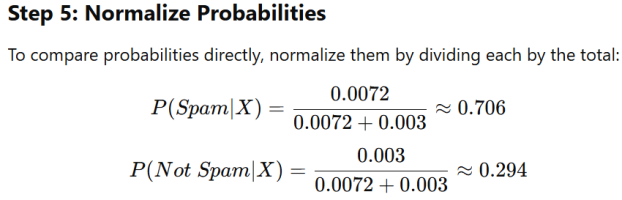 Step 5: Normalize Probabilities
To compare probabilities directly, normalize them by dividing each by the total:
P(Spam|X) = 0.0072 / (0.0072 + 0.003) ≈ 0.706
P(Not Spam|X) = 0.003 / (0.0072 + 0.003) ≈ 0.294